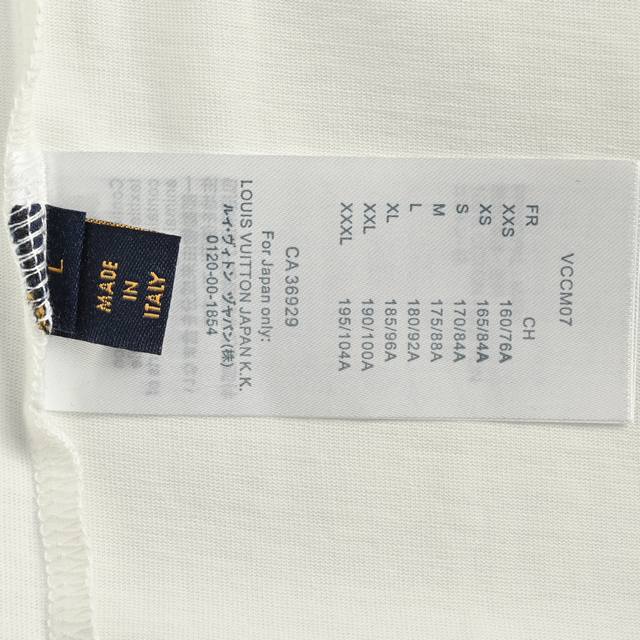 VCCM07
FR CH
XXS 160/76A
XS 165/84A
S 170/84A
M 175/88A
L 180/92A
XL 185/96A
XXL 190/100A
XXXL 195/104A
CA 36929
For Japan only:
LOUIS VUITTON JAPAN K.K.
ルイ・ヴィトン ジャパン(株)
0120-00-1854
L
MADE
IN
ITALY